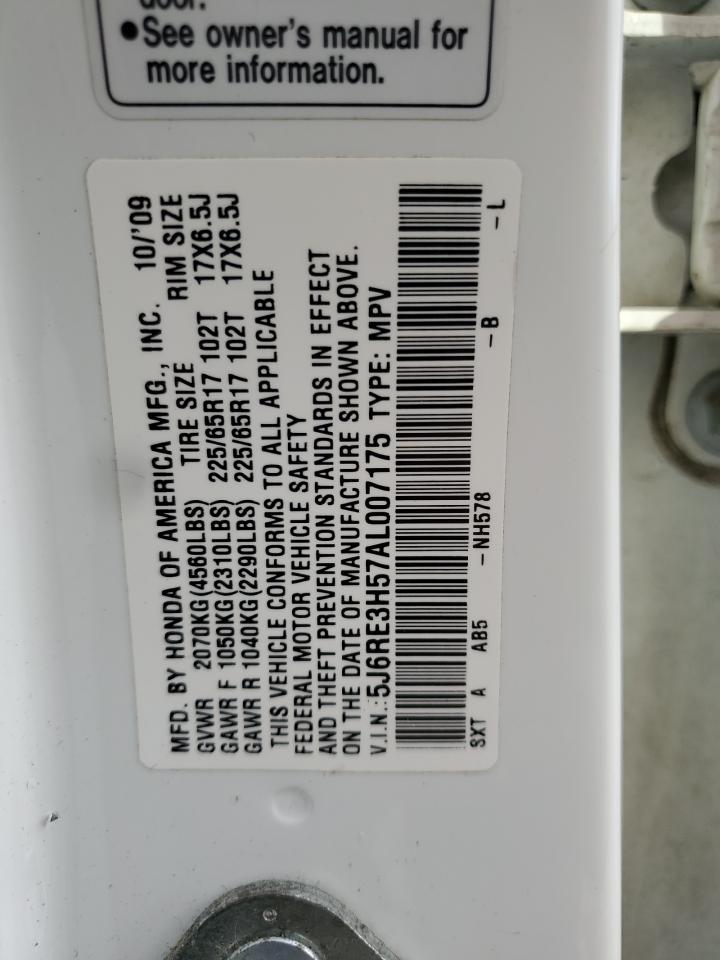 door.
●See owner's manual for
more information.
MFD. BY HONDA OF AMERICA MFG., INC. 10/'09
GVWR 2070KG(4560LBS) TIRE SIZE RIM SIZE
GAWR F 1050KG(2310LBS) 225/65R17 102T 17X6.5J
GAWR R 1040KG(2290LBS) 225/65R17 102T 17X6.5J
THIS VEHICLE CONFORMS TO ALL APPLICABLE
FEDERAL MOTOR VEHICLE SAFETY
AND THEFT PREVENTION STANDARDS IN EFFECT
ON THE DATE OF MANUFACTURE SHOWN ABOVE.
V.I.N.:5J6RE3H57AL007175 TYPE: MPV
SXT A AB5 -NH578 -B -L